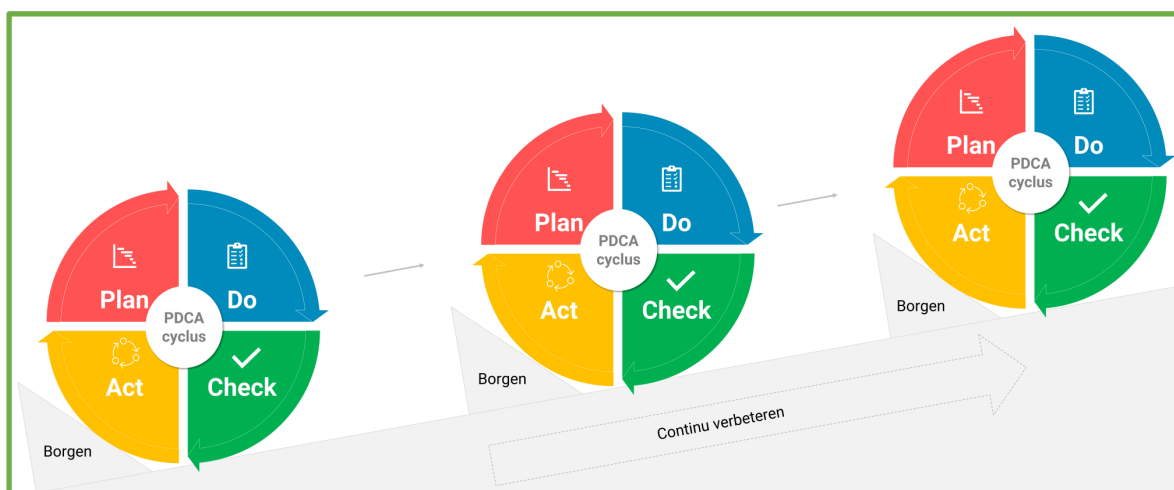 Plan
Do
PDCA
cyclus
Act
Check
Borgen
Plan
Do
PDCA
cyclus
Act
Check
Borgen
Plan
Do
PDCA
cyclus
Act
Check
Borgen
Continu verbeteren